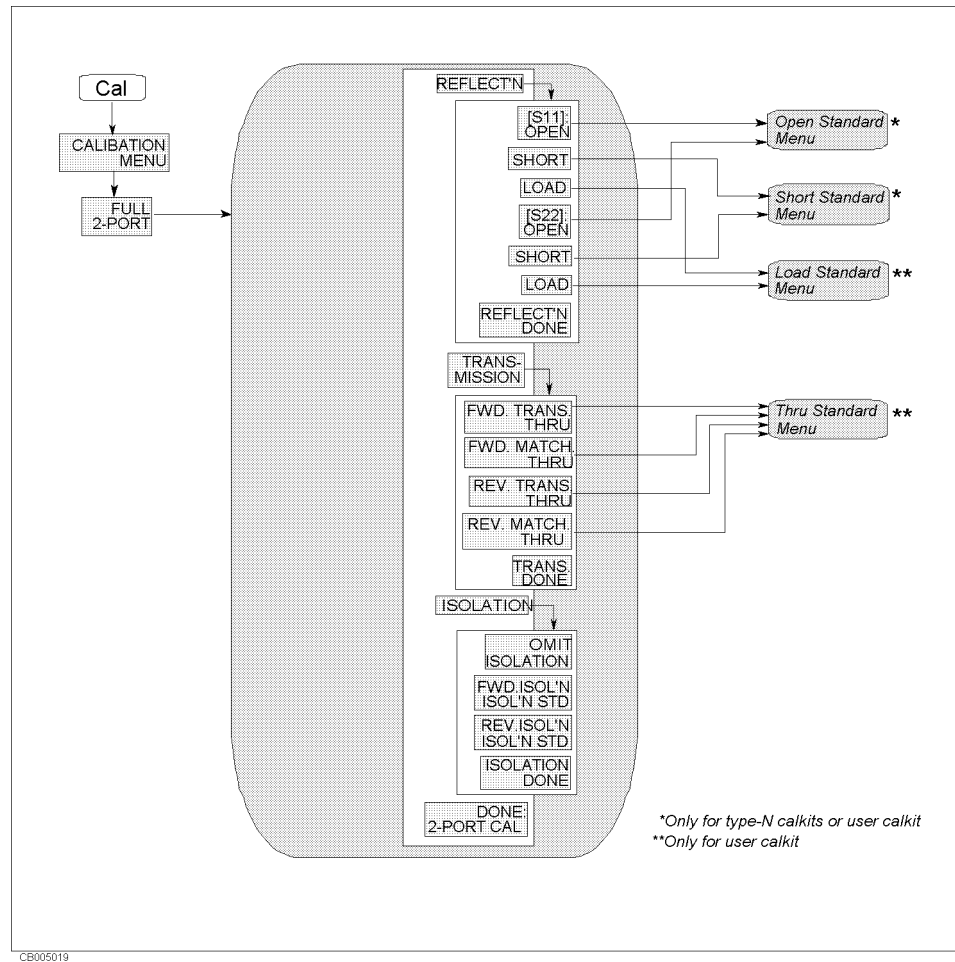 Cal
CALIBATION
MENU
FULL
2-PORT
REFLECT'N
[S11]:
OPEN
SHORT
LOAD
[S22]:
OPEN
SHORT
LOAD
REFLECT'N
DONE
Open Standard *
Menu
Short Standard *
Menu
Load Standard **
Menu
TRANS-
MISSION
FWD. TRANS.
THRU
FWD. MATCH.
THRU
REV. TRANS.
THRU
REV. MATCH.
THRU
TRANS.
DONE
Thru Standard **
Menu
ISOLATION
OMIT
ISOLATION
FWD.ISOL'N
ISOL'N STD
REV.ISOL'N
ISOL'N STD
ISOLATION
DONE
DONE:
2-PORT CAL
*Only for type-N calkits or user calkit
**Only for user calkit
CB005019